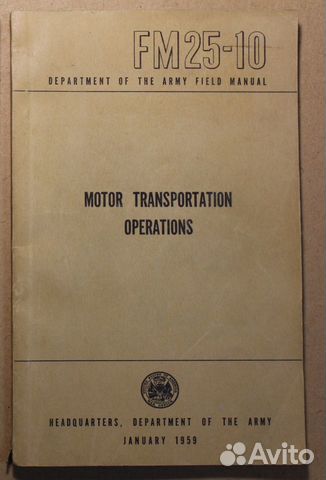 FM25-10
DEPARTMENT OF THE ARMY FIELD MANUAL
MOTOR TRANSPORTATION
OPERATIONS
HEADQUARTERS, DEPARTMENT OF THE ARMY
JANUARY 1959
Avito